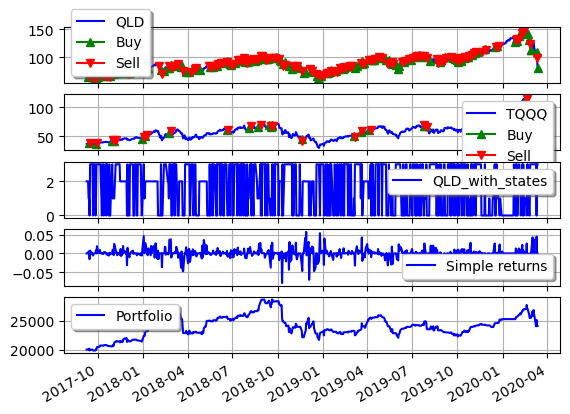 150
100
QLD
Buy
Sell
100
50
TQQQ
Buy
Sell
2
0
QLD_with_states
0.05
0.00
−0.05
Simple returns
25000
20000
Portfolio
2017-10
2018-01
2018-04
2018-07
2018-10
2019-01
2019-04
2019-07
2019-10
2020-01
2020-04